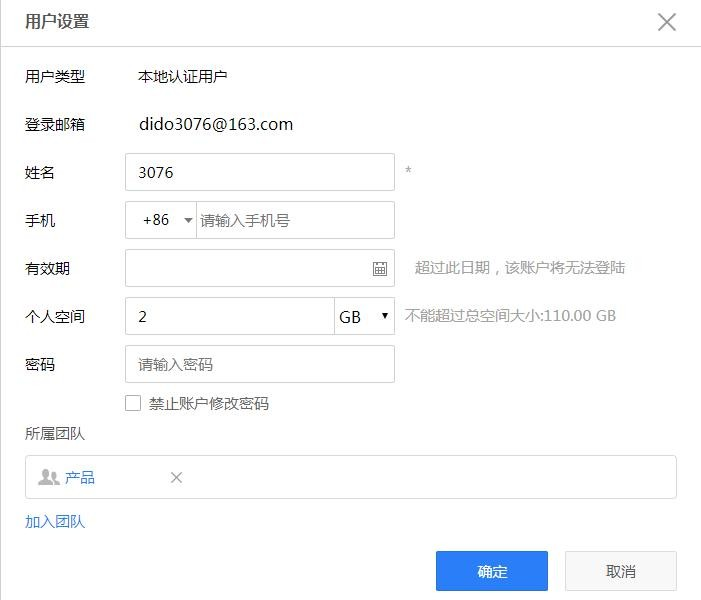 用户设置
用户类型 本地认证用户
登录邮箱 dido3076@163.com
姓名 3076 *
手机 +86 请输入手机号
有效期 超过此日期，该账户将无法登陆
个人空间 2 GB 不能超过总空间大小:110.00 GB
密码 请输入密码
禁止账户修改密码
所属团队
产品
加入团队
确定 取消